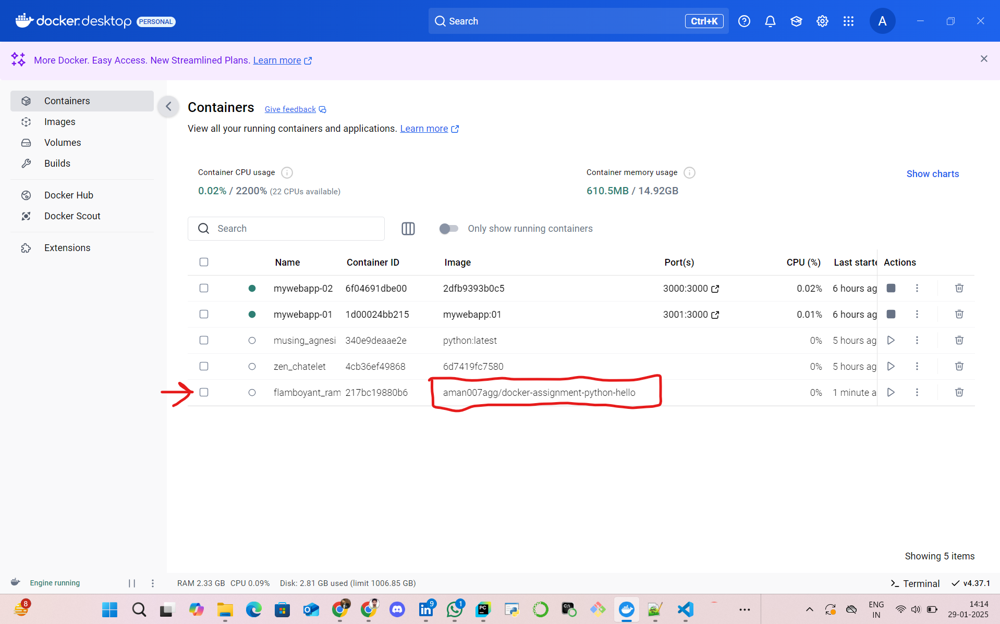 docker.desktop PERSONAL Search Ctrl+K A
More Docker. Easy Access. New Streamlined Plans. Learn more
Containers
Images
Volumes
Builds
Docker Hub
Docker Scout
Extensions
Containers Give feedback
View all your running containers and applications. Learn more
Container CPU usage
0.02% / 2200% (22 CPUs available)
Container memory usage
610.5MB / 14.92GB
Show charts
Search Only show running containers
Name Container ID Image Port(s) CPU (%) Last starte Actions
mywebapp-02 6f04691dbe00 2dfb9393b0c5 3000:3000 0.02% 6 hours ag
mywebapp-01 1d00024bb215 mywebapp:01 3001:3000 0.01% 6 hours ag
musing_agnesi 340e9deaae2e python:latest 0% 5 hours ag
zen_chatelet 4cb36ef49868 6d7419fc7580 0% 5 hours ag
flamboyant_ram 217bc19880b6 aman007agg/docker-assignment-python-hello 0% 1 minute a
Showing 5 items
Engine running RAM 2.33 GB CPU 0.09% Disk: 2.81 GB used (limit 1006.85 GB) Terminal v4.37.1
8 9 1 PC ENG 14:14
IN 29-01-2025